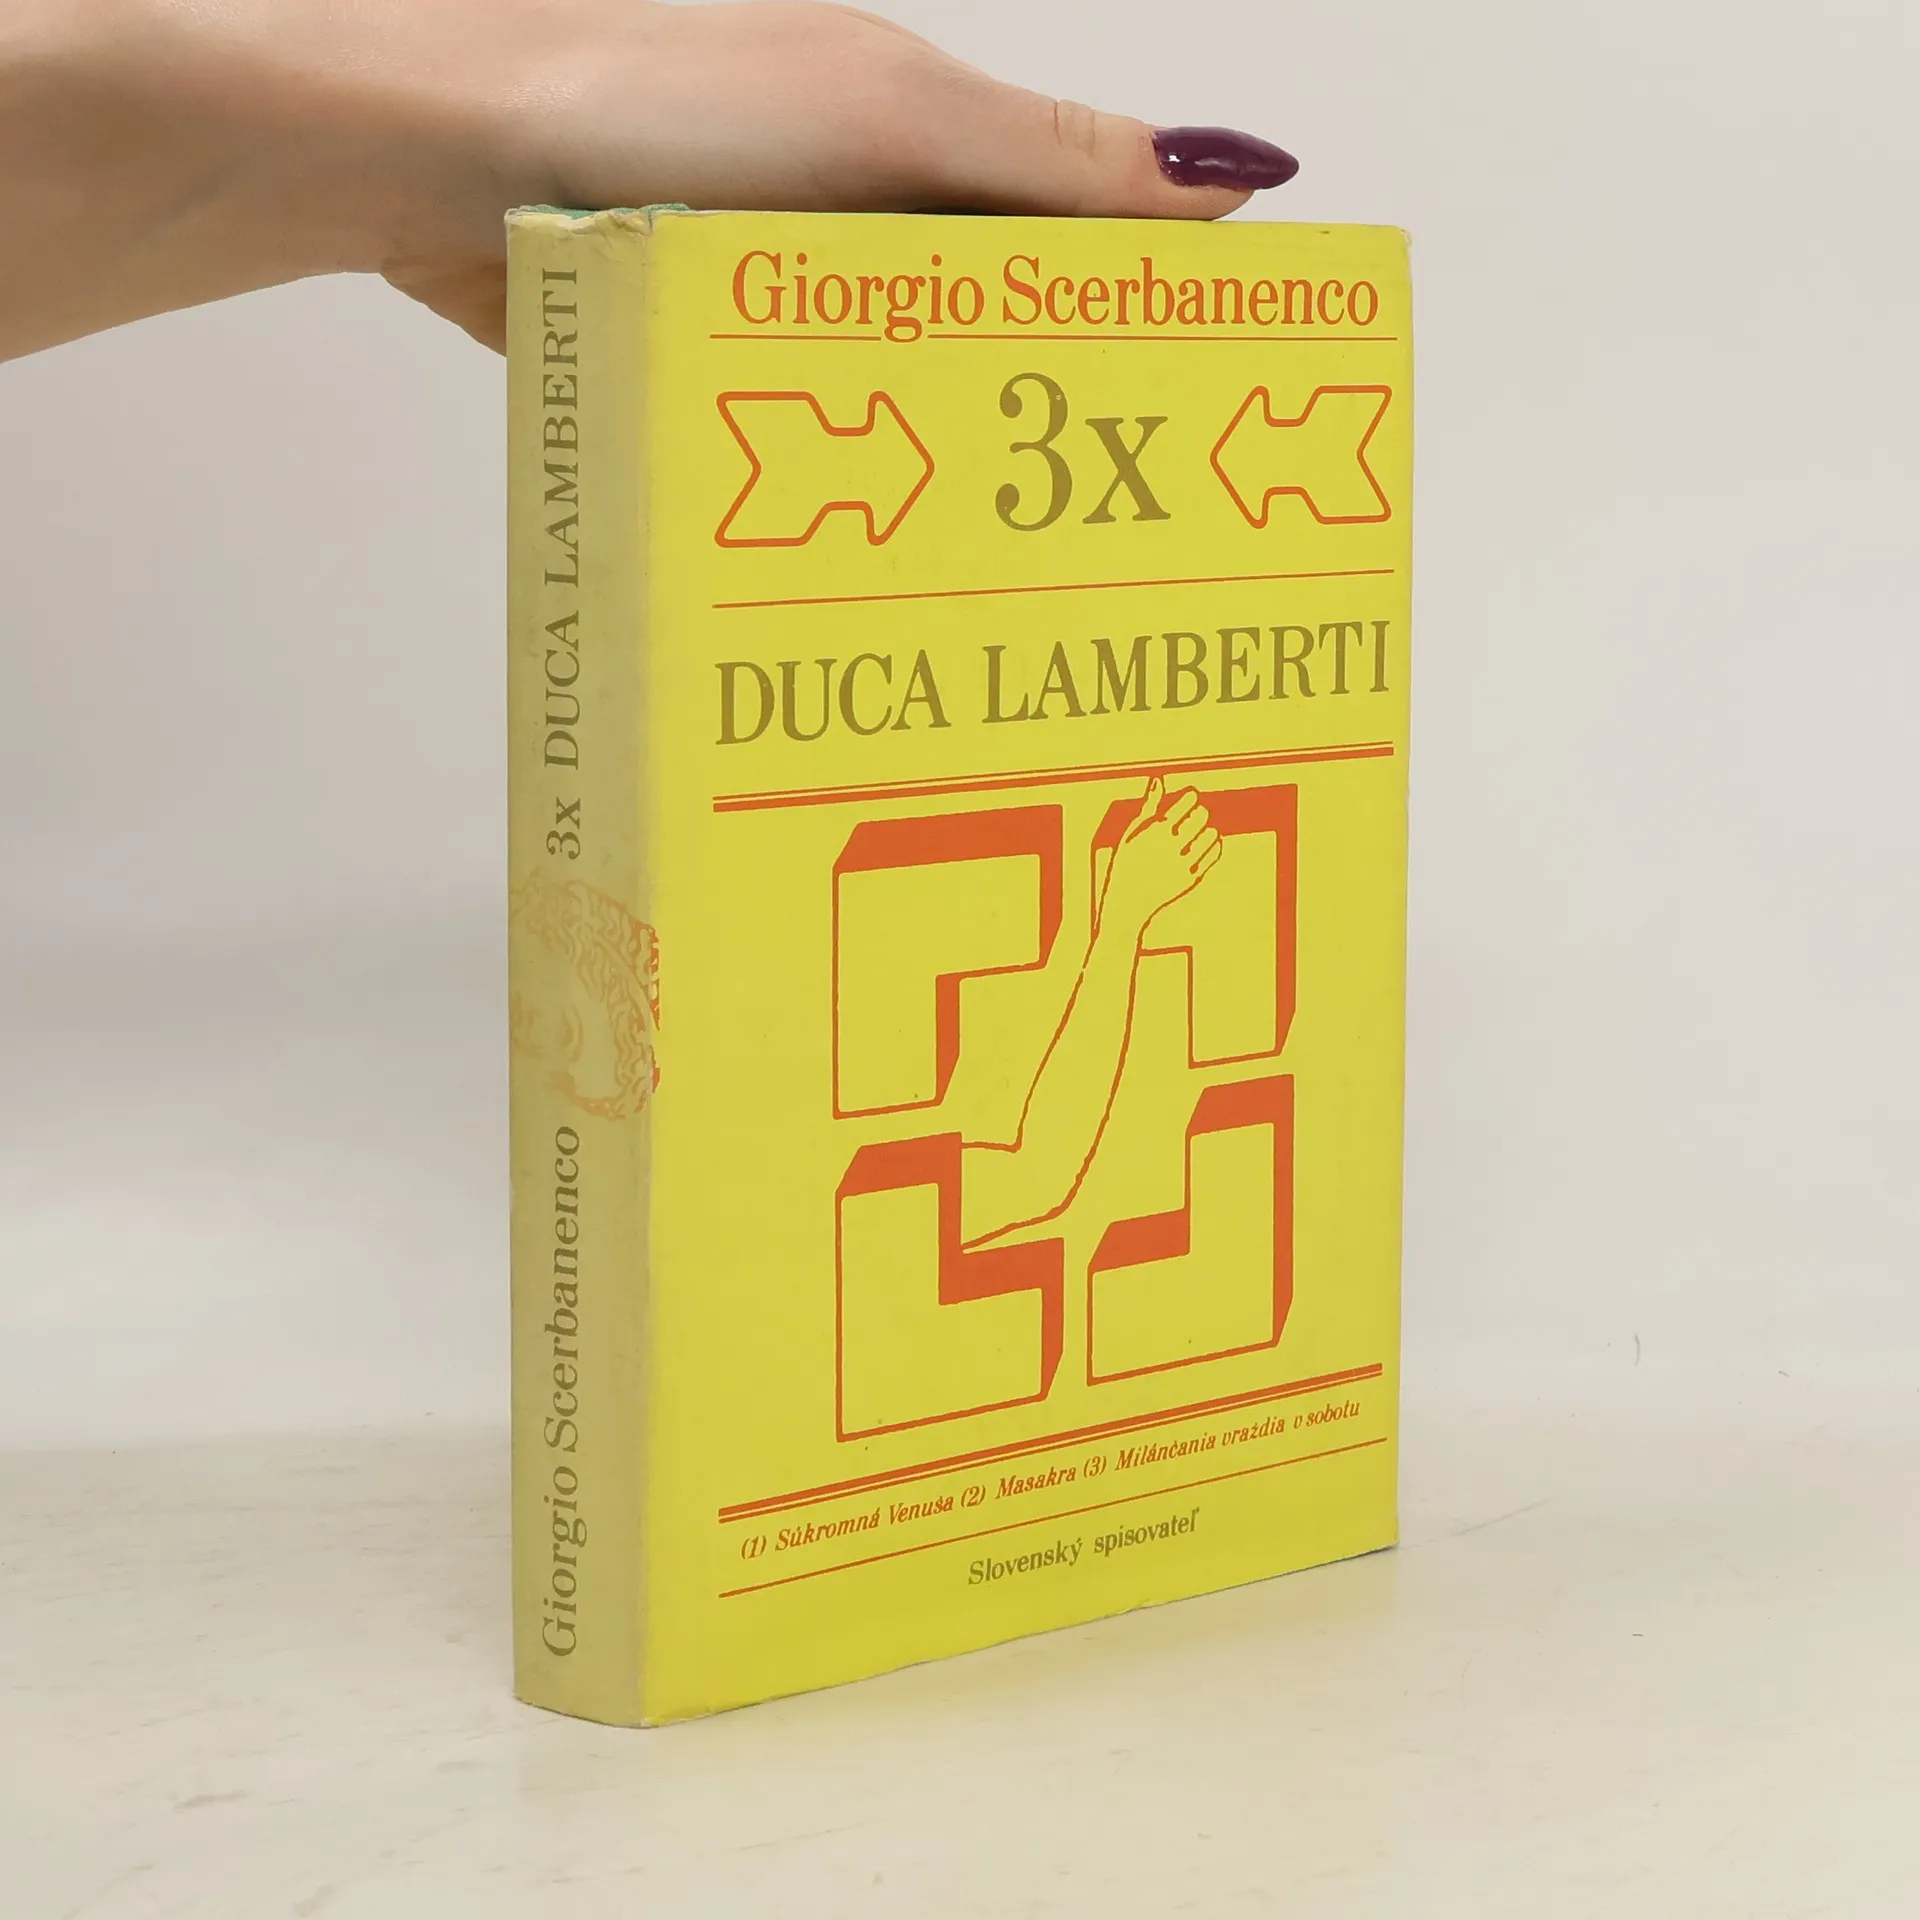 Giorgio Scerbanenco
3x
DUCA LAMBERTI
(1) Súkromná Venuša (2) Masakra (3) Milánčania vraždia v sobotu
Slovenský spisovateľ
Giorgio Scerbanenco 3x DUCA LAMBERTI